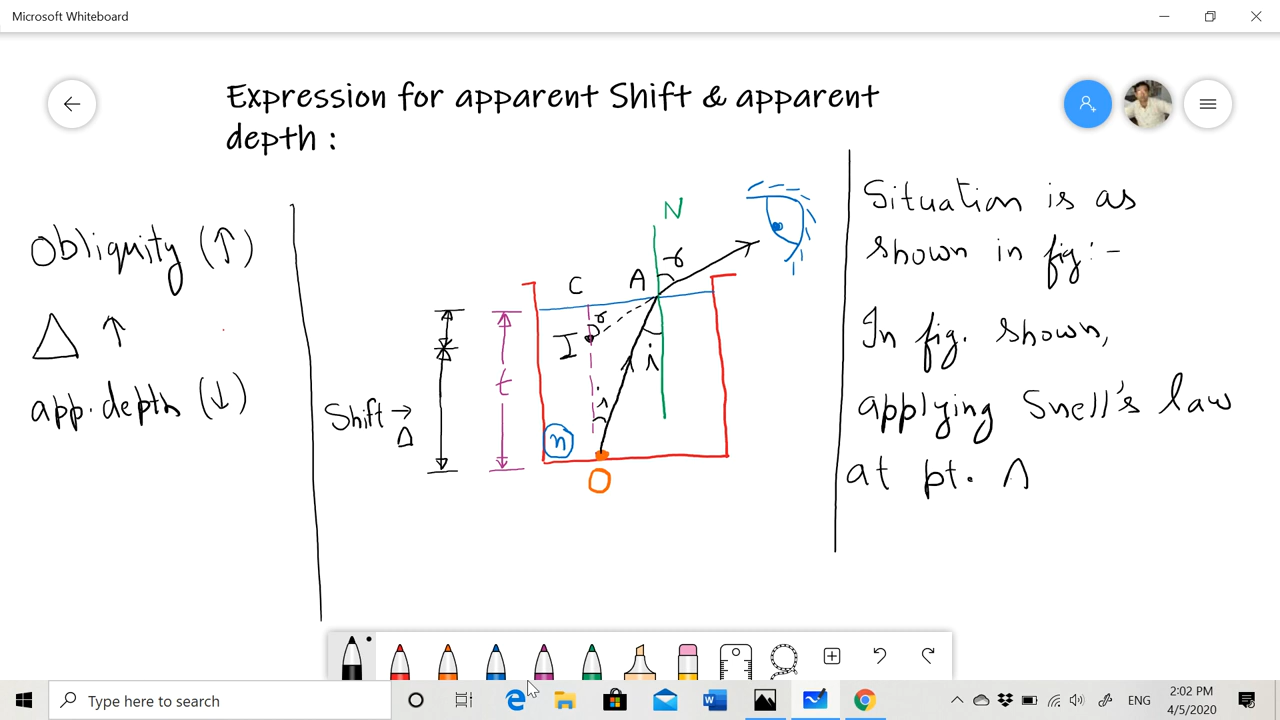 Microsoft Whiteboard
Expression for apparent Shift & apparent
depth :
Obliquity (↑)
Δ ↑
app. depth (↓)
N
r
C
A
r
I
i
t
i
Shift →
Δ
n
O
Situation is as
shown in fig:-
In fig. shown,
applying Snell's law
at pt. A
Type here to search
ENG
2:02 PM
4/5/2020